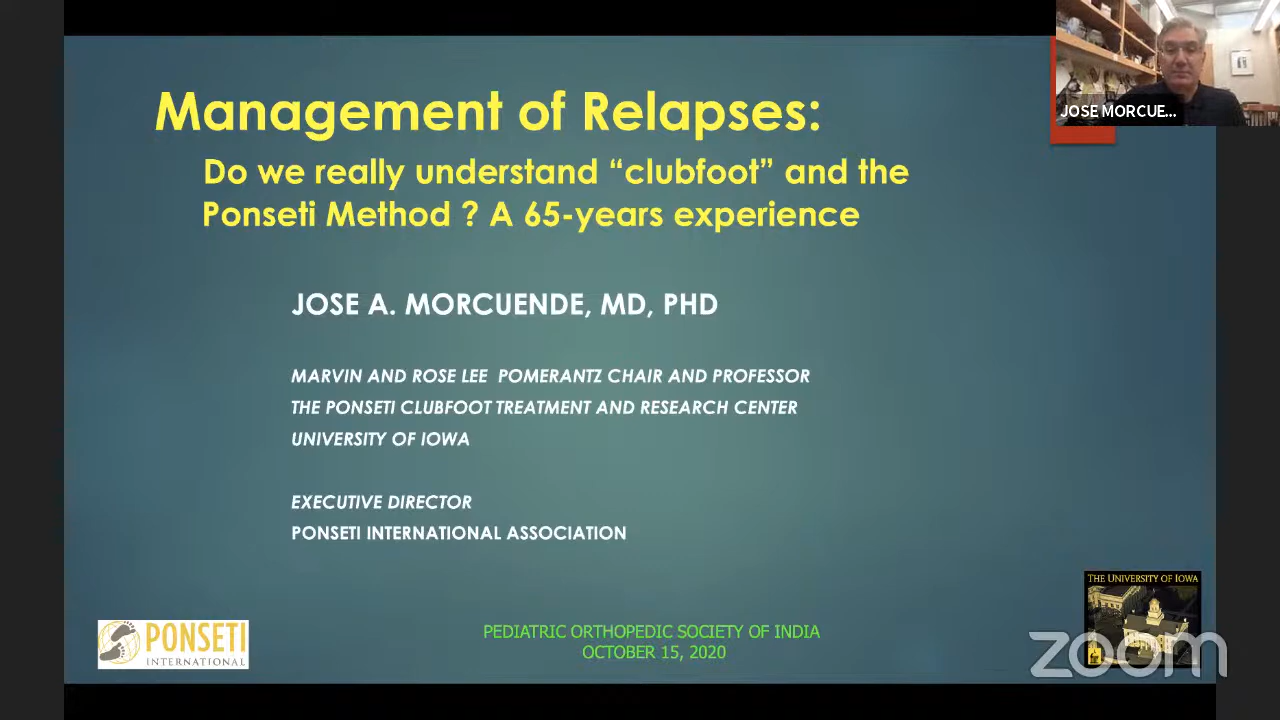 Management of Relapses:
Do we really understand “clubfoot” and the
Ponseti Method ? A 65-years experience
JOSE MORCUE...
JOSE A. MORCUENDE, MD, PHD
MARVIN AND ROSE LEE POMERANTZ CHAIR AND PROFESSOR
THE PONSETI CLUBFOOT TREATMENT AND RESEARCH CENTER
UNIVERSITY OF IOWA
EXECUTIVE DIRECTOR
PONSETI INTERNATIONAL ASSOCIATION
PONSETI
INTERNATIONAL
PEDIATRIC ORTHOPEDIC SOCIETY OF INDIA
OCTOBER 15, 2020
THE UNIVERSITY OF IOWA
zoom